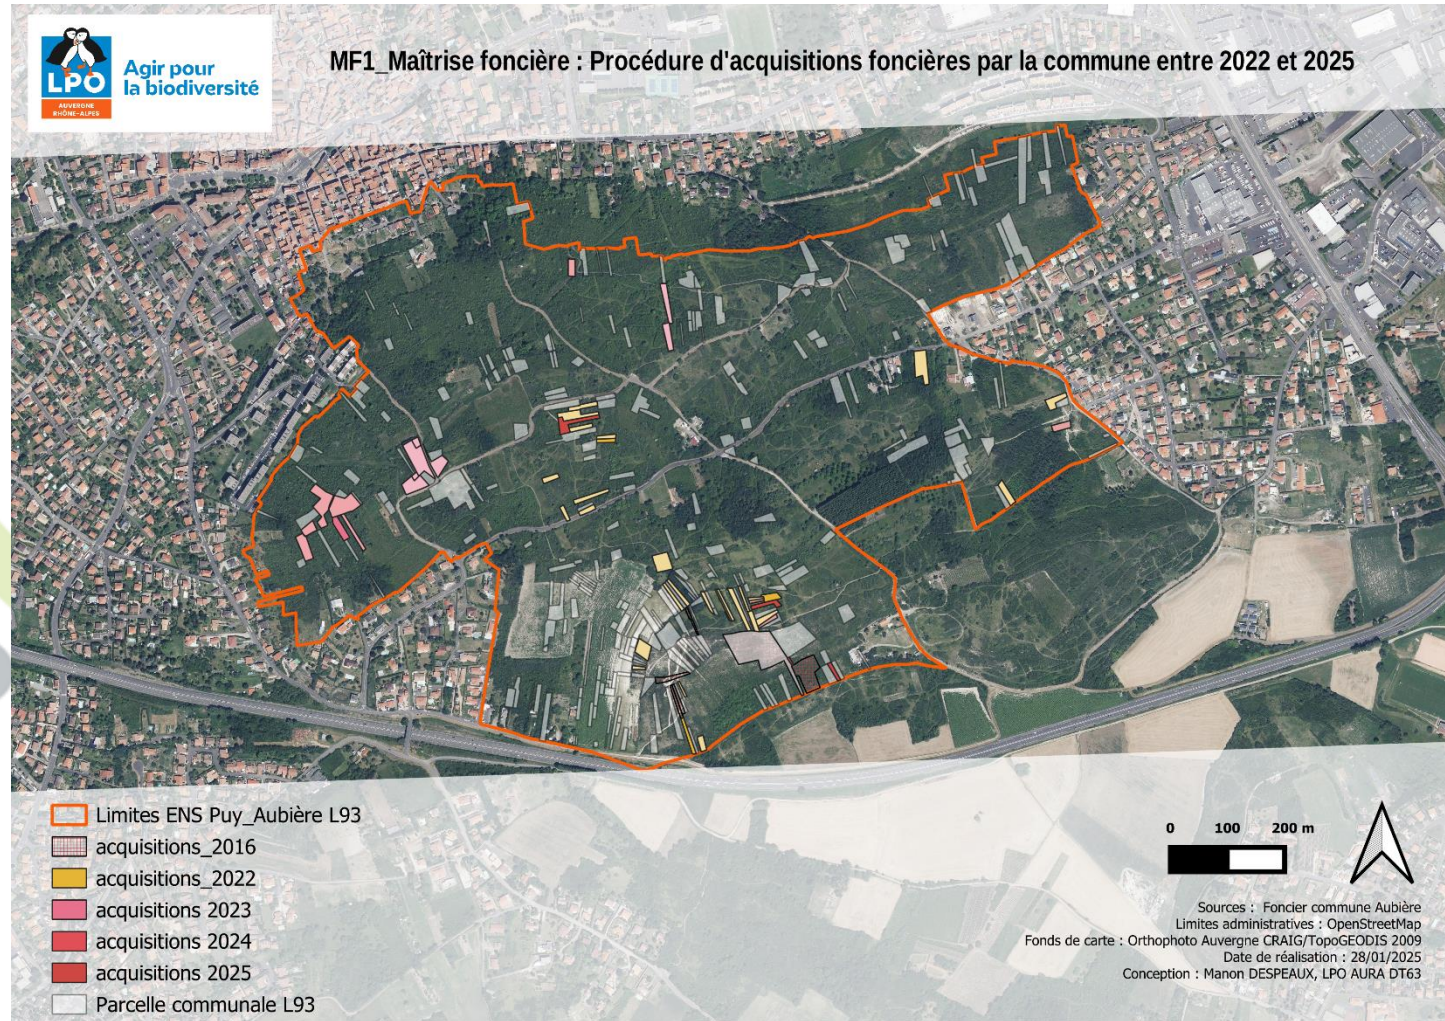 LPO
AUVERGNE
RHÔNE-ALPES
Agir pour
la biodiversité
MF1_Maîtrise foncière : Procédure d'acquisitions foncières par la commune entre 2022 et 2025
Limites ENS Puy_Aubière L93
acquisitions_2016
acquisitions_2022
acquisitions 2023
acquisitions 2024
acquisitions 2025
Parcelle communale L93
0 100 200 m
Sources : Foncier commune Aubière
Limites administratives : OpenStreetMap
Fonds de carte : Orthophoto Auvergne CRAIG/TopoGEODIS 2009
Date de réalisation : 28/01/2025
Conception : Manon DESPEAUX, LPO AURA DT63